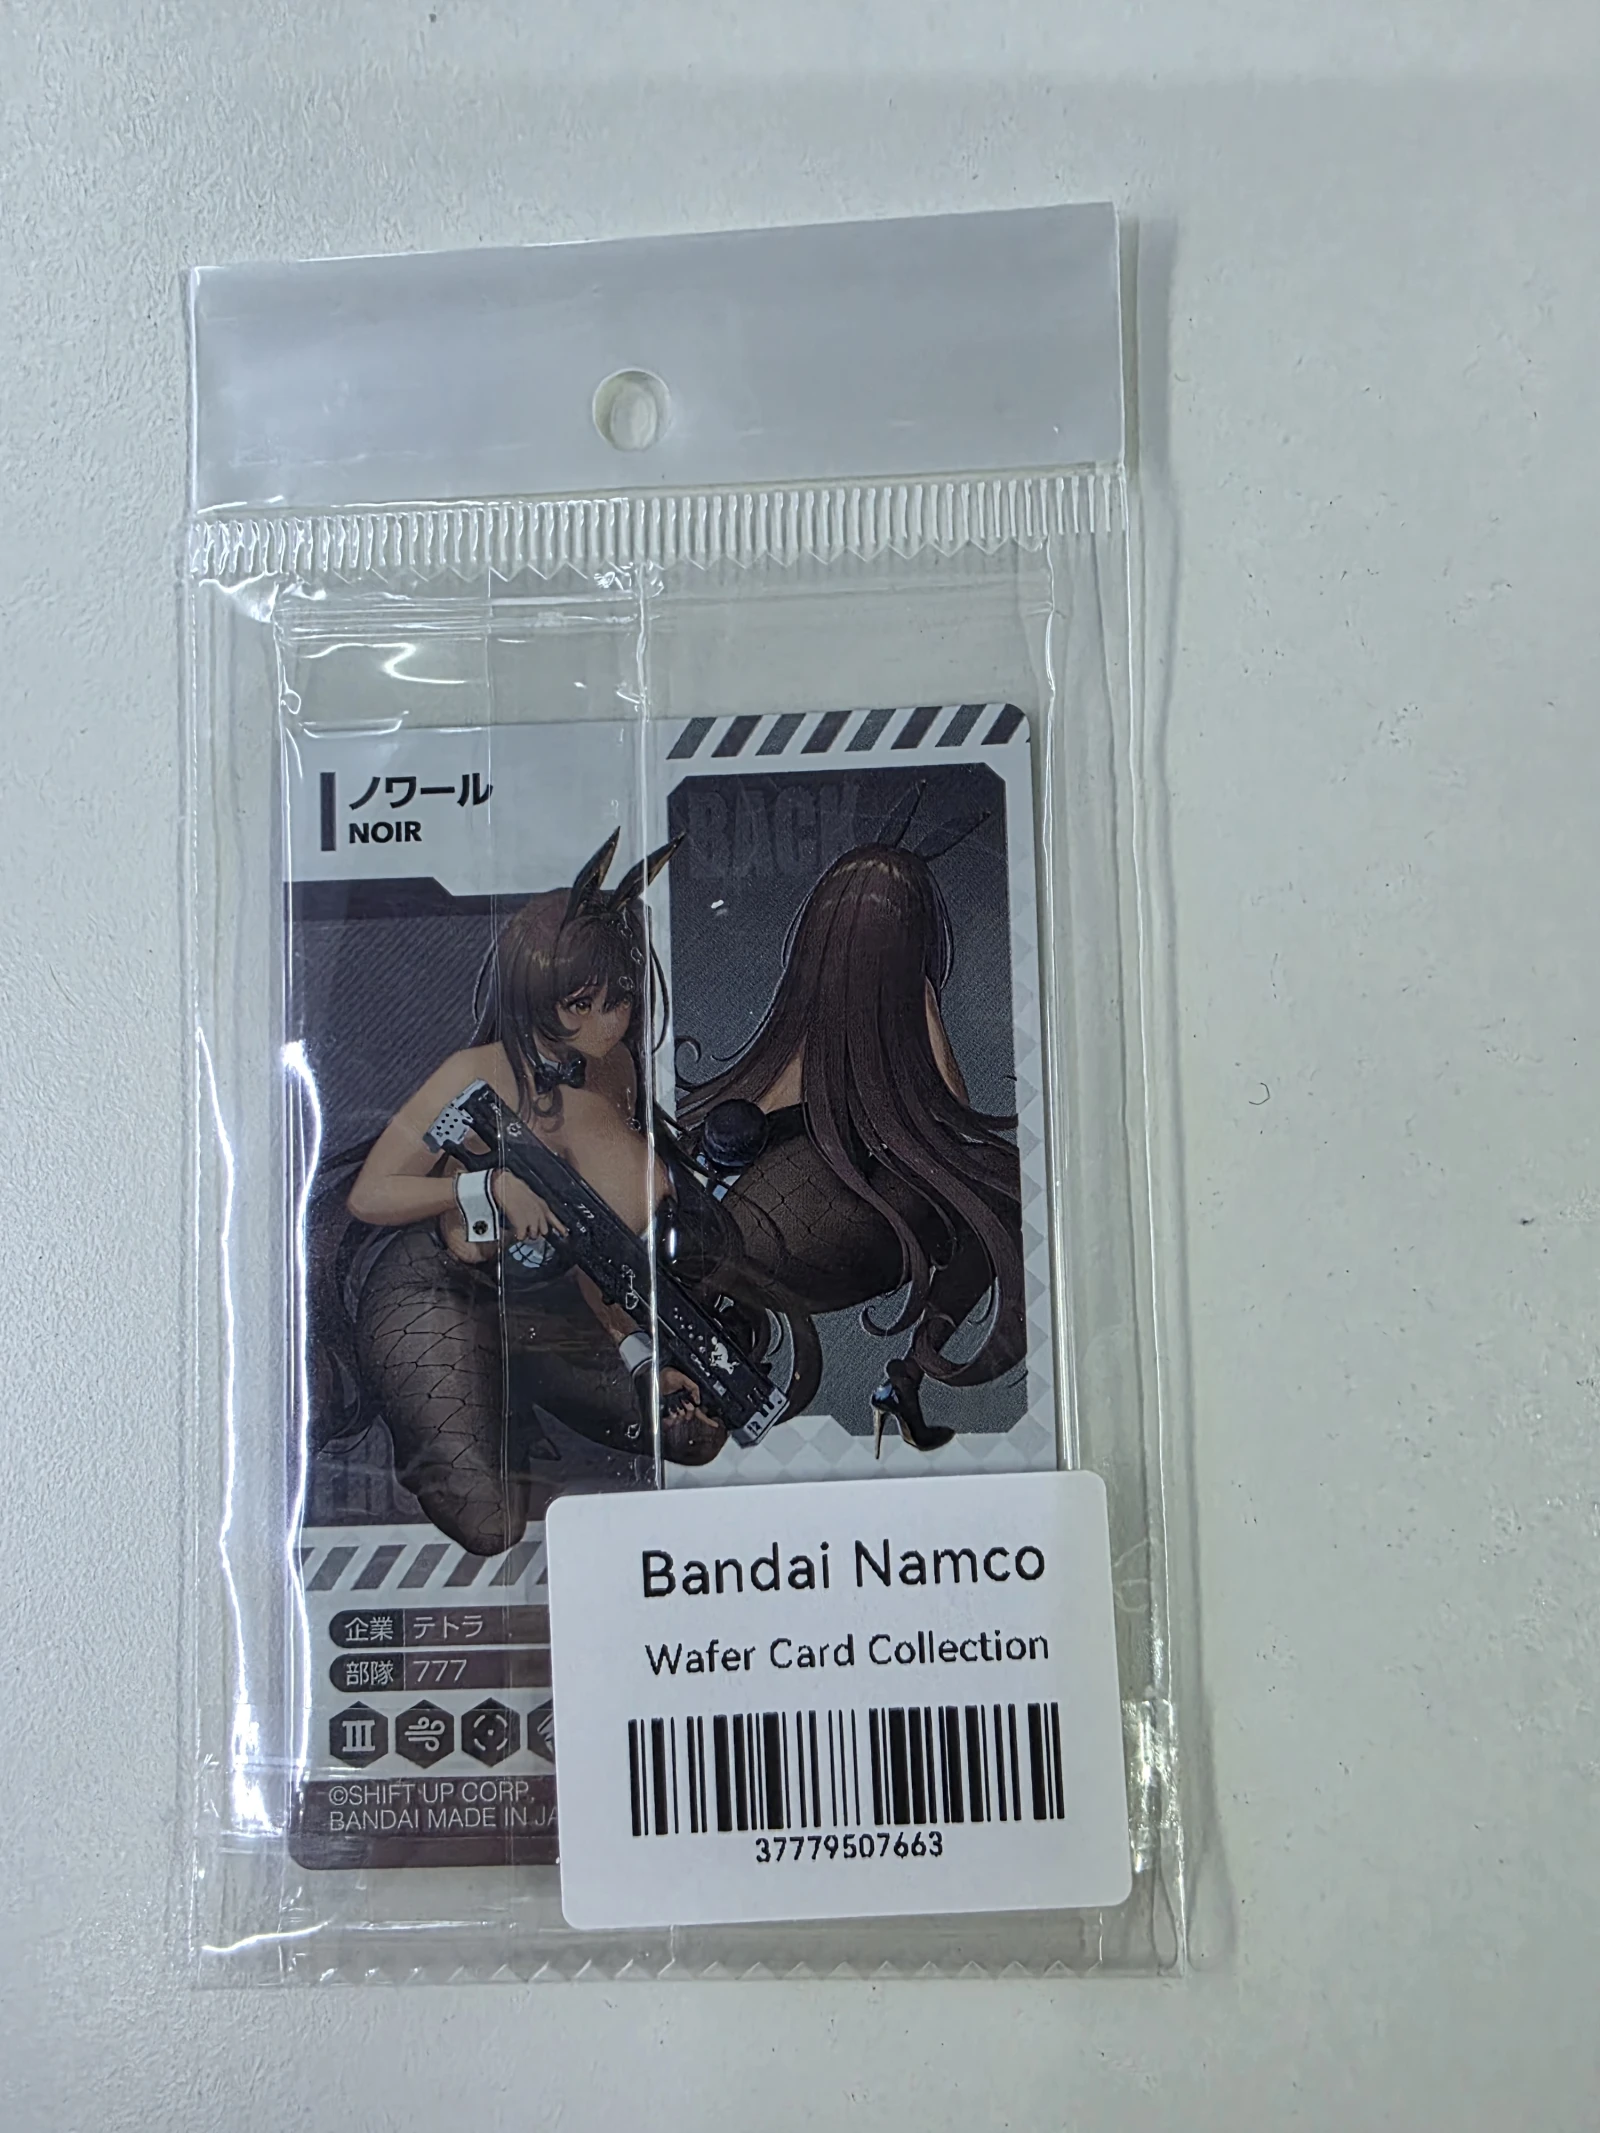 ノワール
NOIR
BACK
企業 テトラ
部隊 777
III
©SHIFT UP CORP.
BANDAI MADE IN
777
Bandai Namco
Wafer Card Collection
37779507663